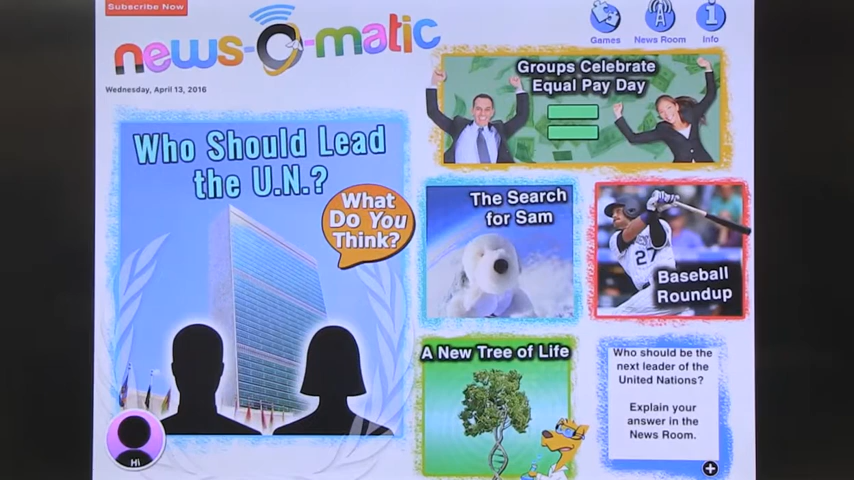 Subscribe Now
news-O-matic
Games
News Room
Info
Wednesday, April 13, 2016
Groups Celebrate
Equal Pay Day
Who Should Lead
the U.N.?
What
Do You
Think?
The Search
for Sam
27
Baseball
Roundup
A New Tree of Life
Who should be the
next leader of the
United Nations?
Explain your
answer in the
News Room.
Hi